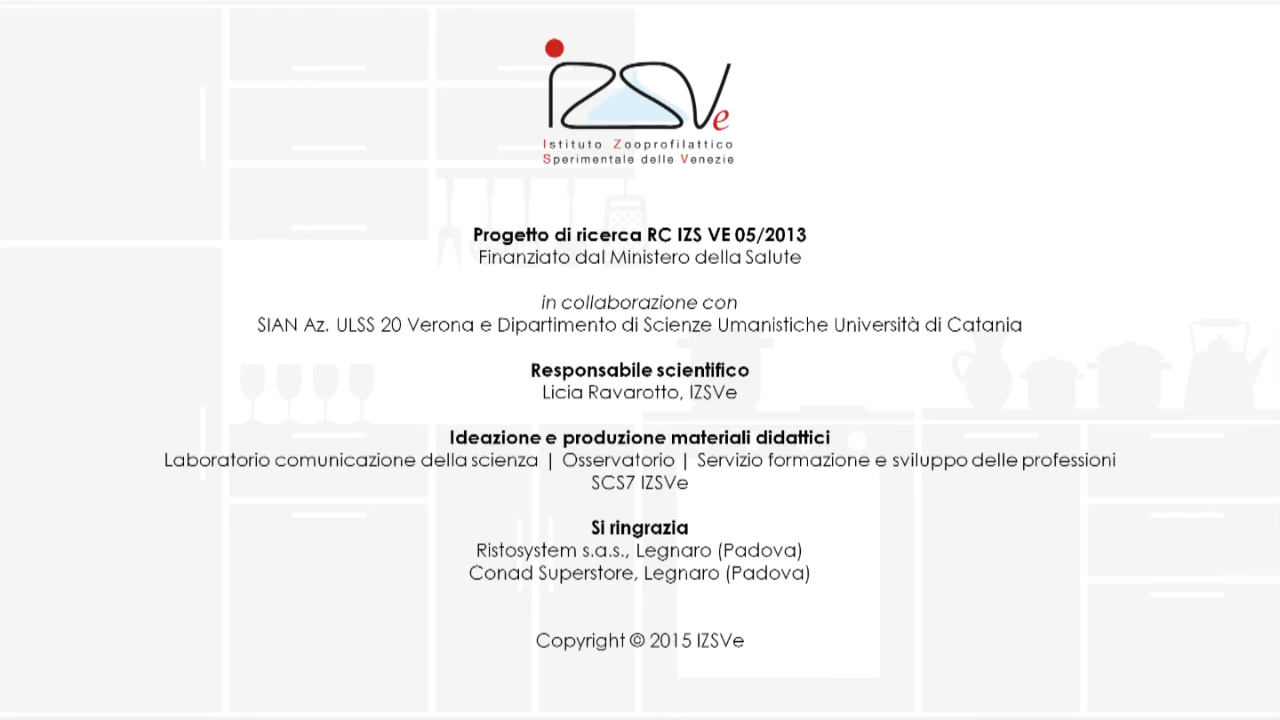 iZSVe
Istituto Zooprofilattico
Sperimentale delle Venezie
Progetto di ricerca RC IZS VE 05/2013
Finanziato dal Ministero della Salute
in collaborazione con
SIAN Az. ULSS 20 Verona e Dipartimento di Scienze Umanistiche Università di Catania
Responsabile scientifico
Licia Ravarotto, IZSVe
Ideazione e produzione materiali didattici
Laboratorio comunicazione della scienza | Osservatorio | Servizio formazione e sviluppo delle professioni
SCS7 IZSVe
Si ringrazia
Ristosystem s.a.s., Legnaro (Padova)
Conad Superstore, Legnaro (Padova)
Copyright © 2015 IZSVe